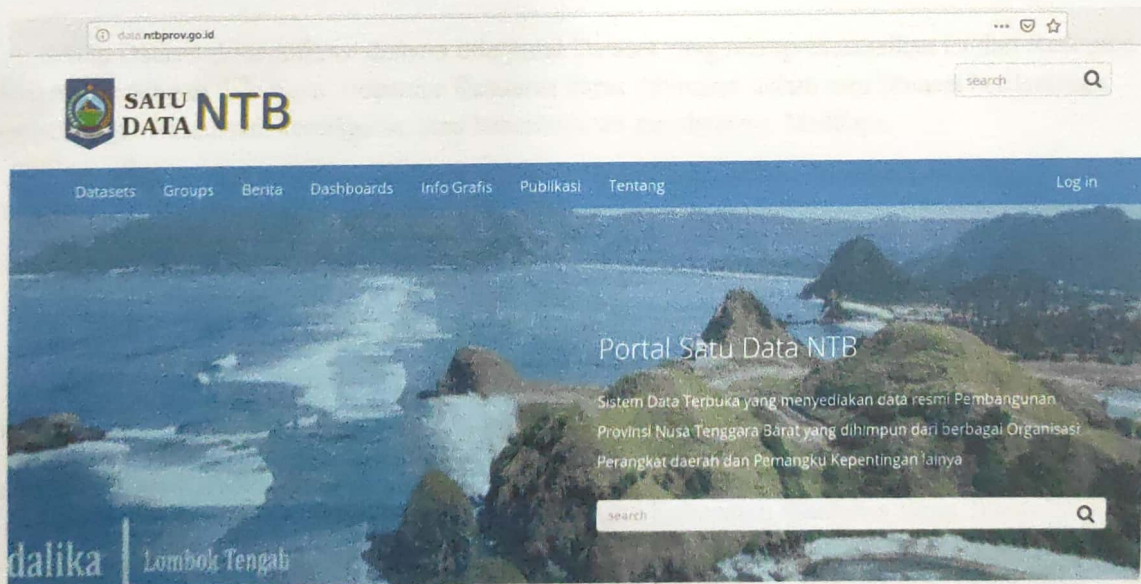 data.ntbprov.go.id
search
SATU DATA NTB
Datasets Groups Berita Dashboards Info Grafis Publikasi Tentang Log in
Portal Satu Data NTB
Sistem Data Terbuka yang menyediakan data resmi Pembangunan
Provinsi Nusa Tenggara Barat yang dihimpun dari berbagai Organisasi
Perangkat daerah dan Pemangku Kepentingan lainya
search
dalika | Lombok Tengah